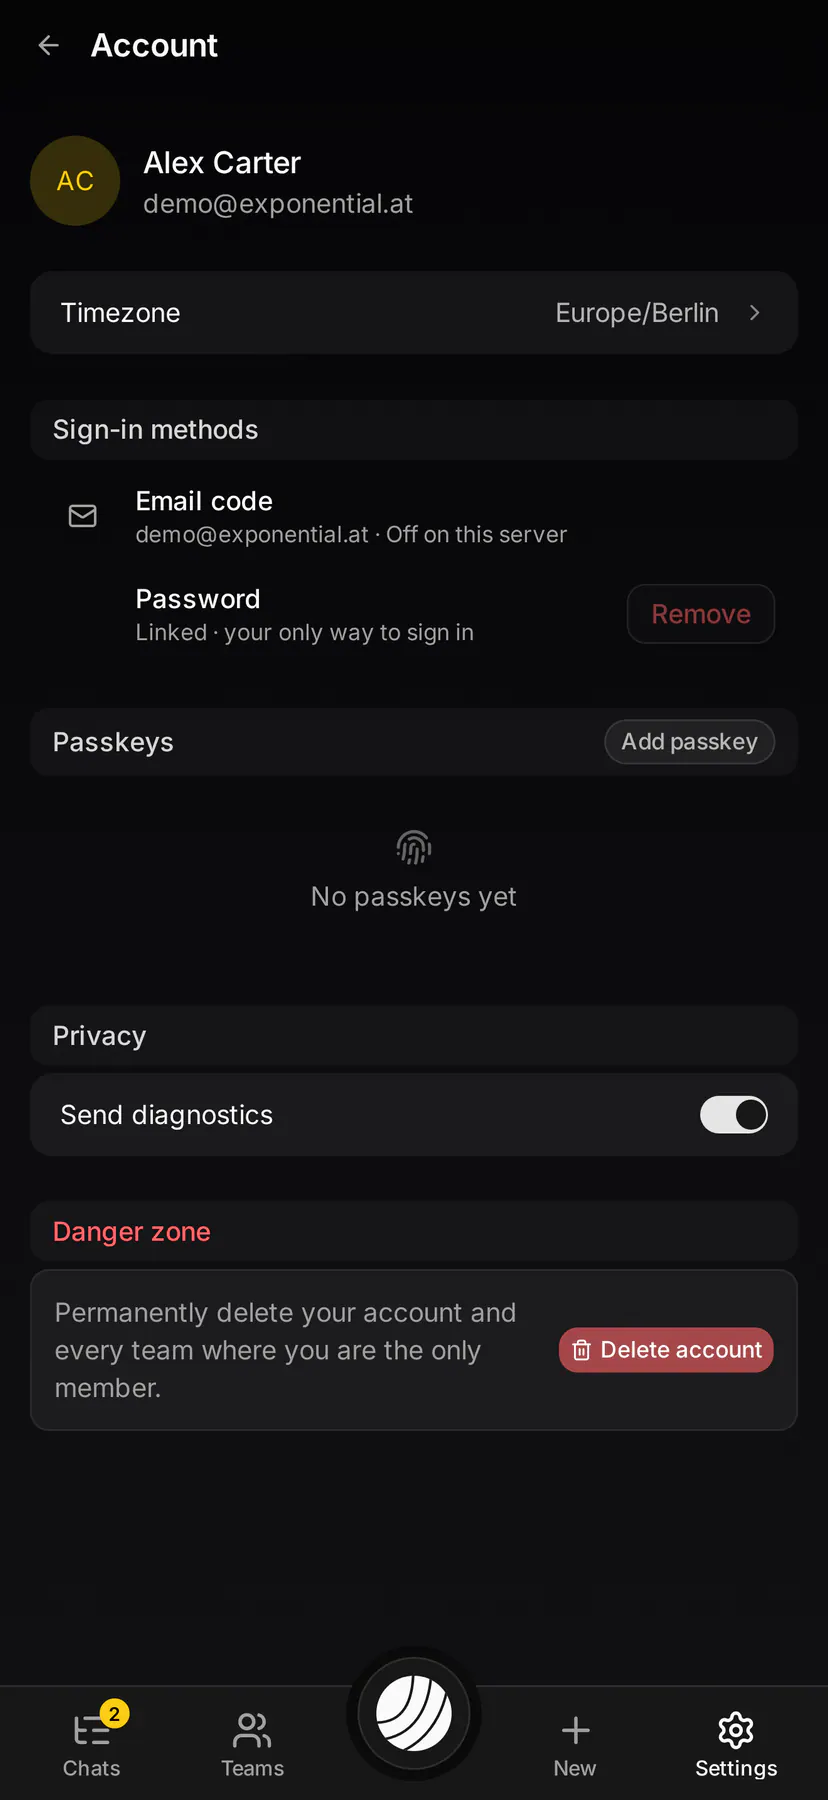 Account
AC
Alex Carter
demo@exponential.at
Timezone
Europe/Berlin
Sign-in methods
Email code
demo@exponential.at · Off on this server
Password
Linked · your only way to sign in
Remove
Passkeys
Add passkey
No passkeys yet
Privacy
Send diagnostics
Danger zone
Permanently delete your account and
every team where you are the only
member.
Delete account
2
Chats
Teams
New
Settings